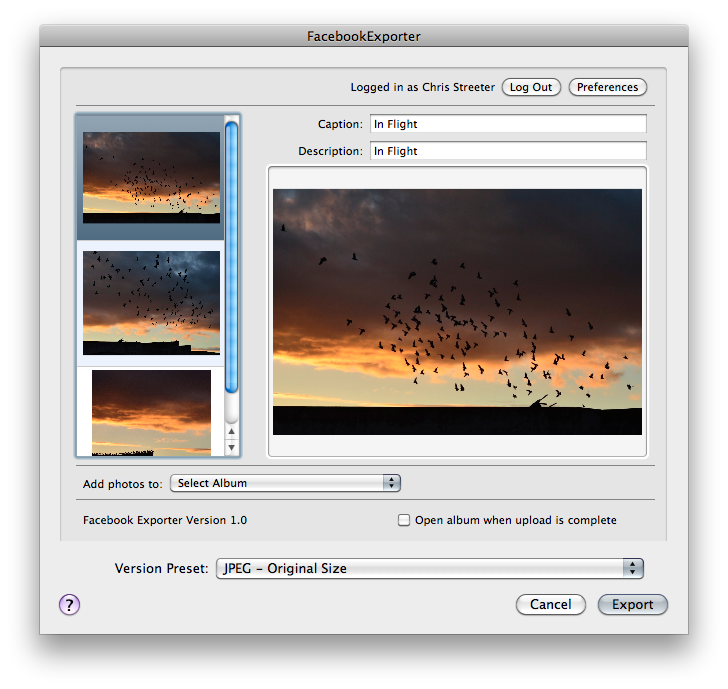 FacebookExporter
Logged in as Chris Streeter Log Out Preferences
Caption: In Flight
Description: In Flight
Add photos to: Select Album
Facebook Exporter Version 1.0 Open album when upload is complete
Version Preset: JPEG – Original Size
? Cancel Export